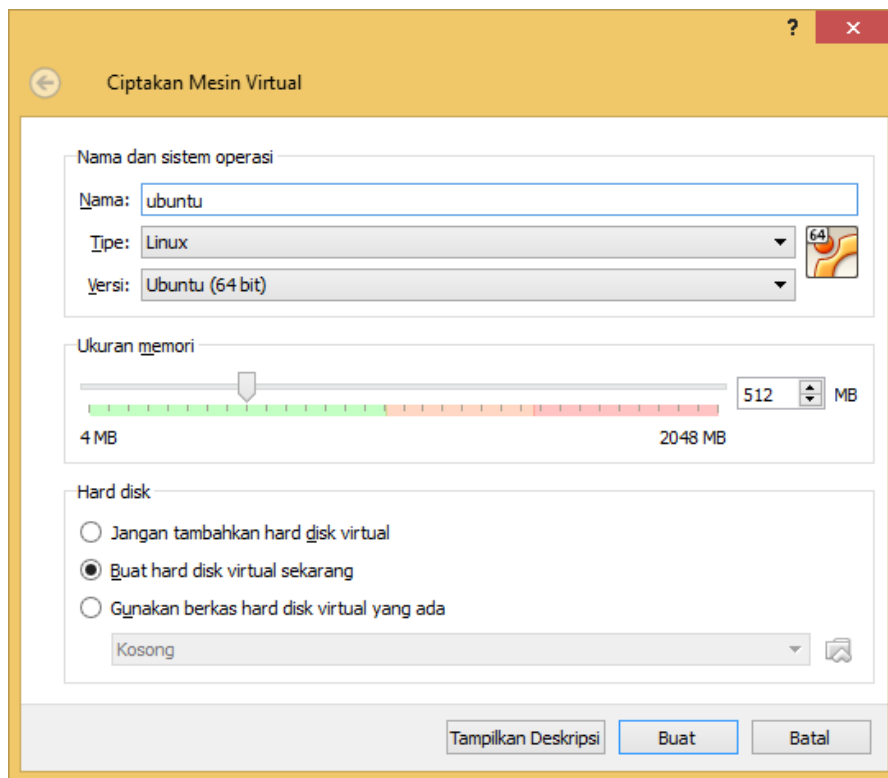 ?
Ciptakan Mesin Virtual
Nama dan sistem operasi
Nama: ubuntu
Tipe: Linux
64
Versi: Ubuntu (64 bit)
Ukuran memori
512 MB
4 MB 2048 MB
Hard disk
Jangan tambahkan hard disk virtual
Buat hard disk virtual sekarang
Gunakan berkas hard disk virtual yang ada
Kosong
Tampilkan Deskripsi Buat Batal